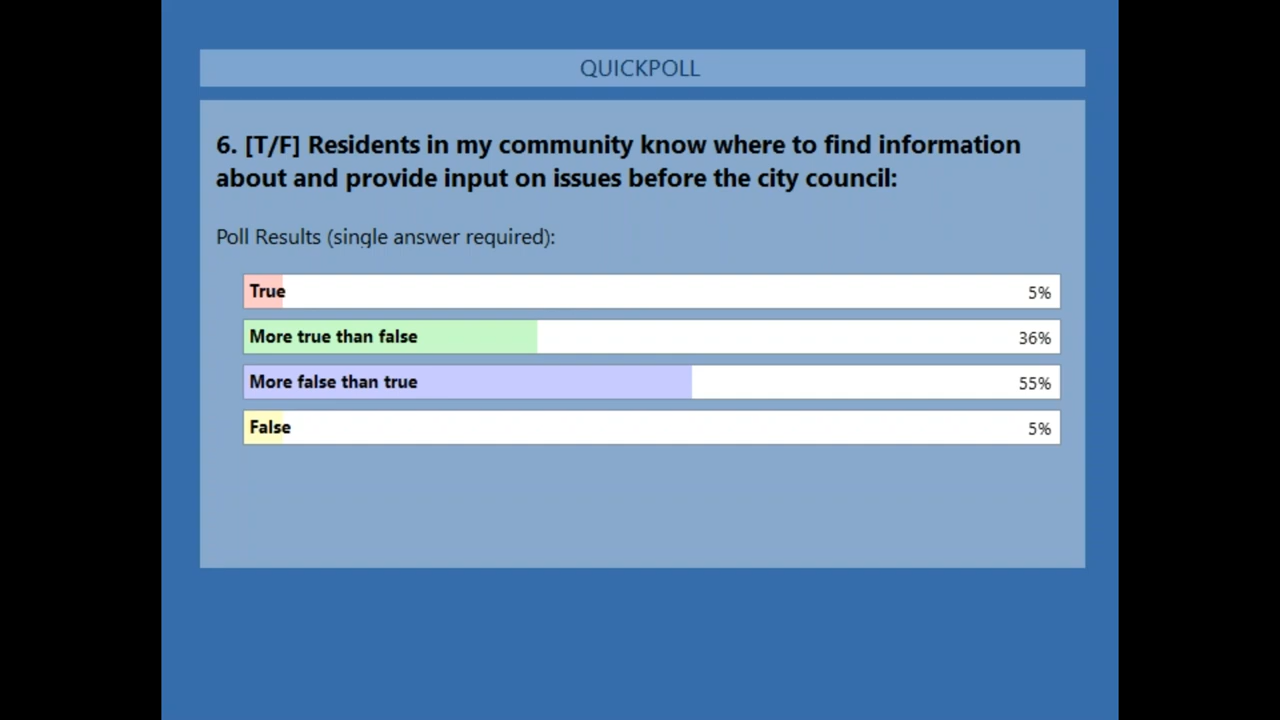 QUICKPOLL
6. [T/F] Residents in my community know where to find information
about and provide input on issues before the city council:
Poll Results (single answer required):
True 5%
More true than false 36%
More false than true 55%
False 5%